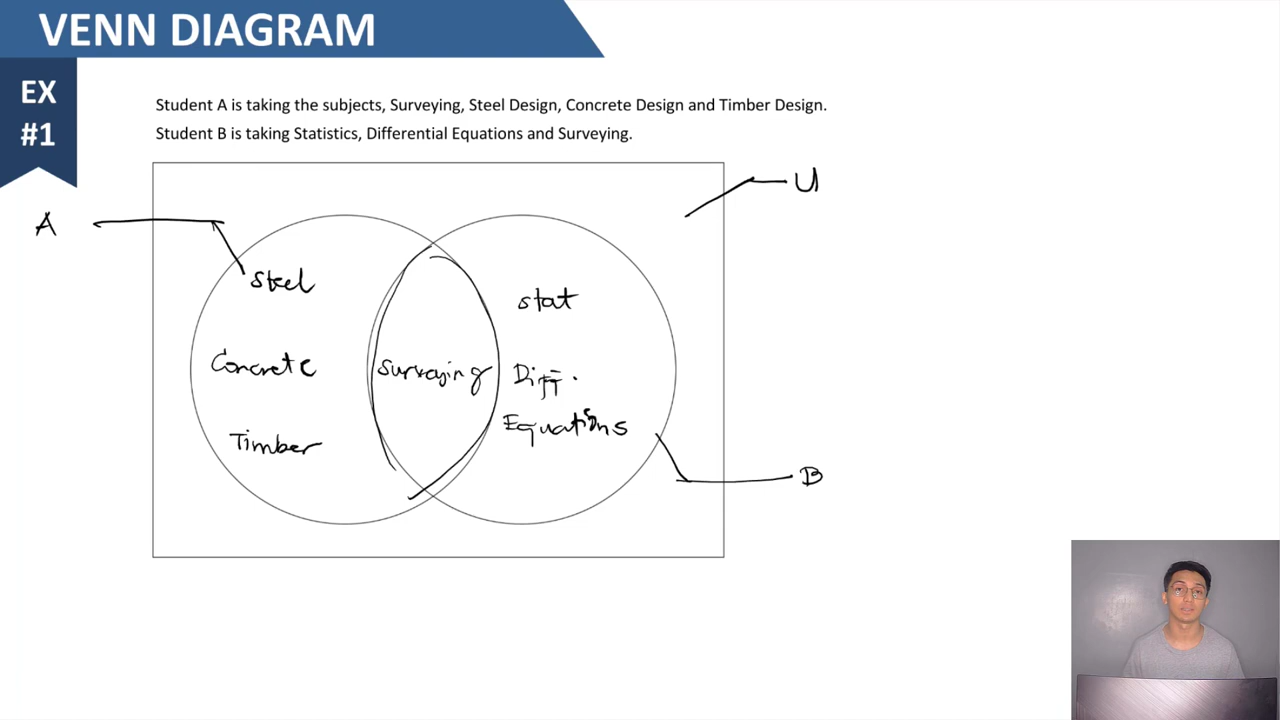 VENN DIAGRAM
EX
#1
Student A is taking the subjects, Surveying, Steel Design, Concrete Design and Timber Design.
Student B is taking Statistics, Differential Equations and Surveying.
U
A
Steel
stat
Concrete
Surveying
Diff.
Equations
Timber
B